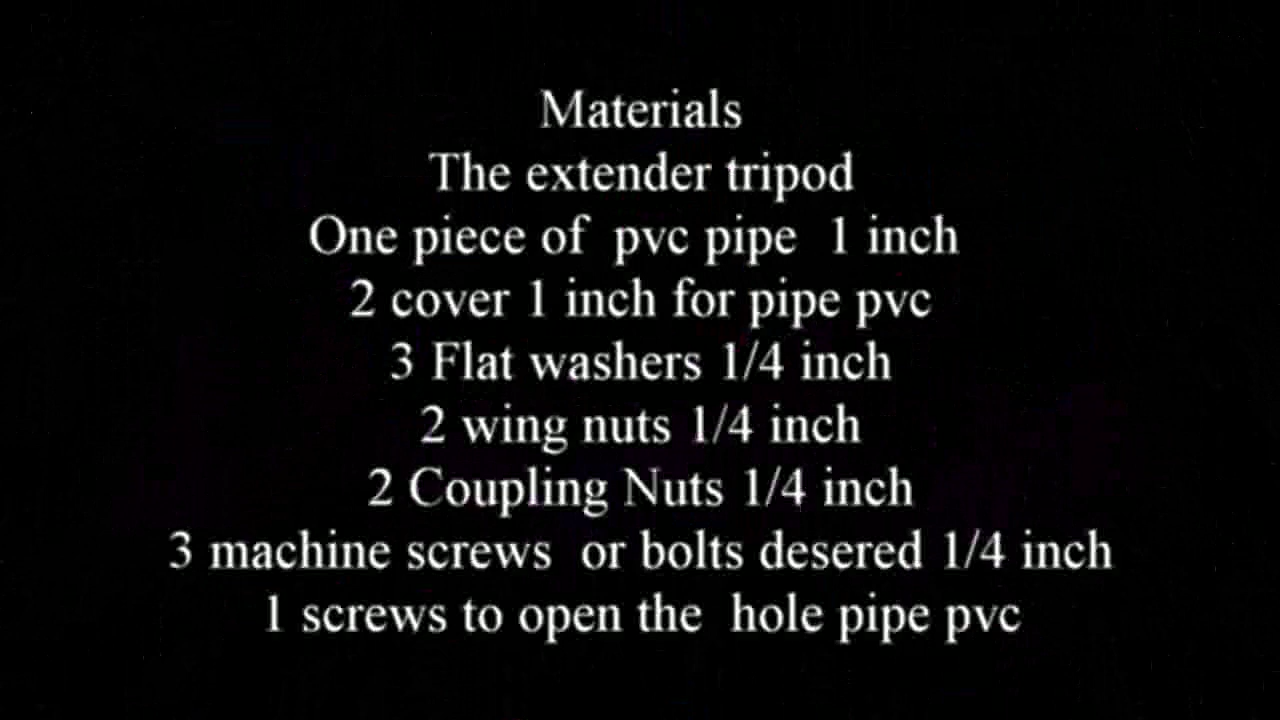 Materials
The extender tripod
One piece of pvc pipe 1 inch
2 cover 1 inch for pipe pvc
3 Flat washers 1/4 inch
2 wing nuts 1/4 inch
2 Coupling Nuts 1/4 inch
3 machine screws or bolts desered 1/4 inch
1 screws to open the hole pipe pvc